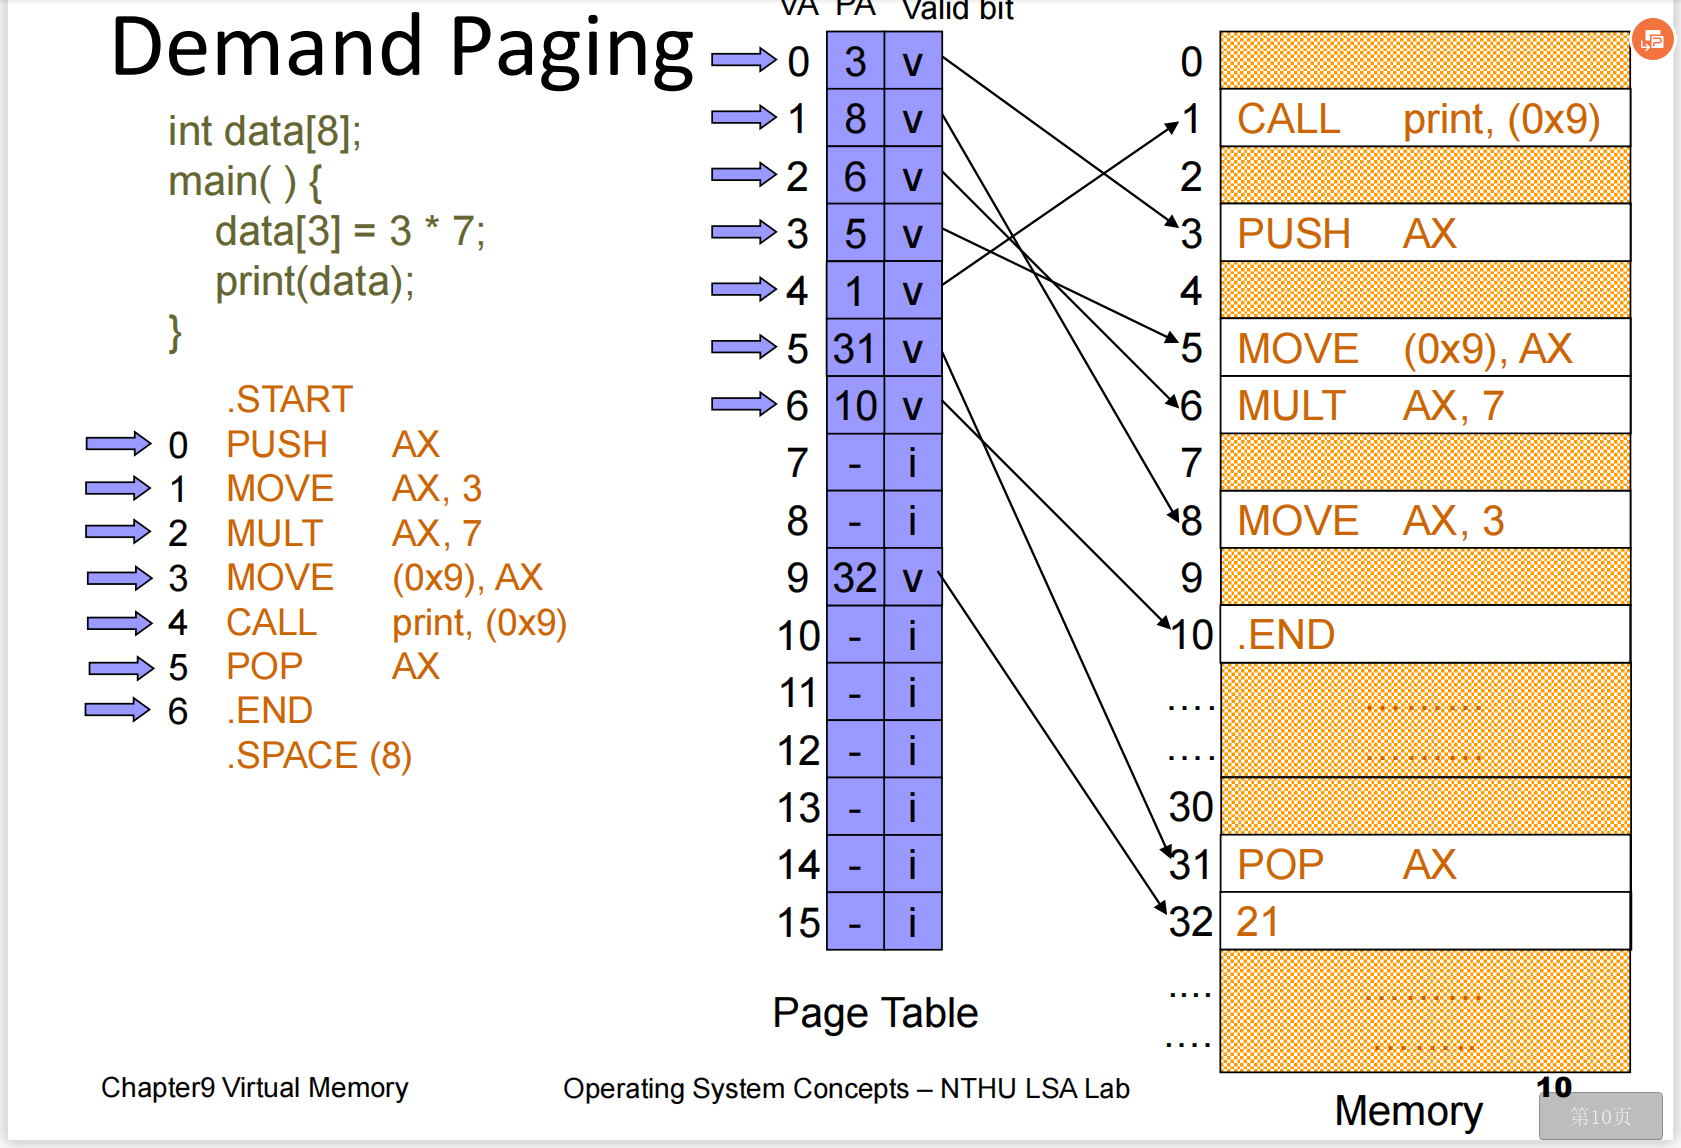 Demand Paging
int data[8];
main( ) {
data[3] = 3 * 7;
print(data);
}
.START
0 PUSH AX
1 MOVE AX, 3
2 MULT AX, 7
3 MOVE (0x9), AX
4 CALL print, (0x9)
5 POP AX
6 .END
.SPACE (8)
VA PA Valid bit
0 3 v
1 8 v
2 6 v
3 5 v
4 1 v
5 31 v
6 10 v
7 - i
8 - i
9 32 v
10 - i
11 - i
12 - i
13 - i
14 - i
15 - i
Page Table
0
1 CALL print, (0x9)
2
3 PUSH AX
4
5 MOVE (0x9), AX
6 MULT AX, 7
7
8 MOVE AX, 3
9
10 .END
.... .........
.... .........
30
31 POP AX
32 21
.... .........
.... ........
Memory
Chapter9 Virtual Memory
Operating System Concepts – NTHU LSA Lab
10
第10页